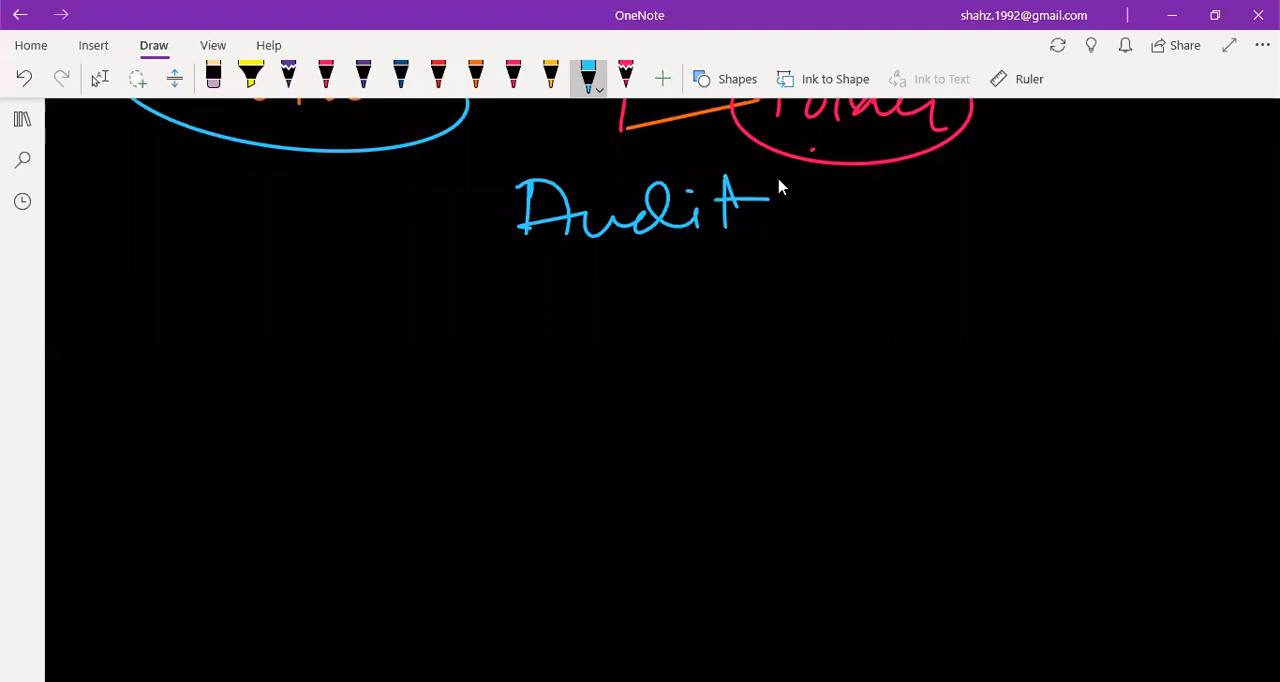 OneNote
shahz.1992@gmail.com
Home Insert Draw View Help
Share
Shapes Ink to Shape Ink to Text Ruler
Folder
Audit